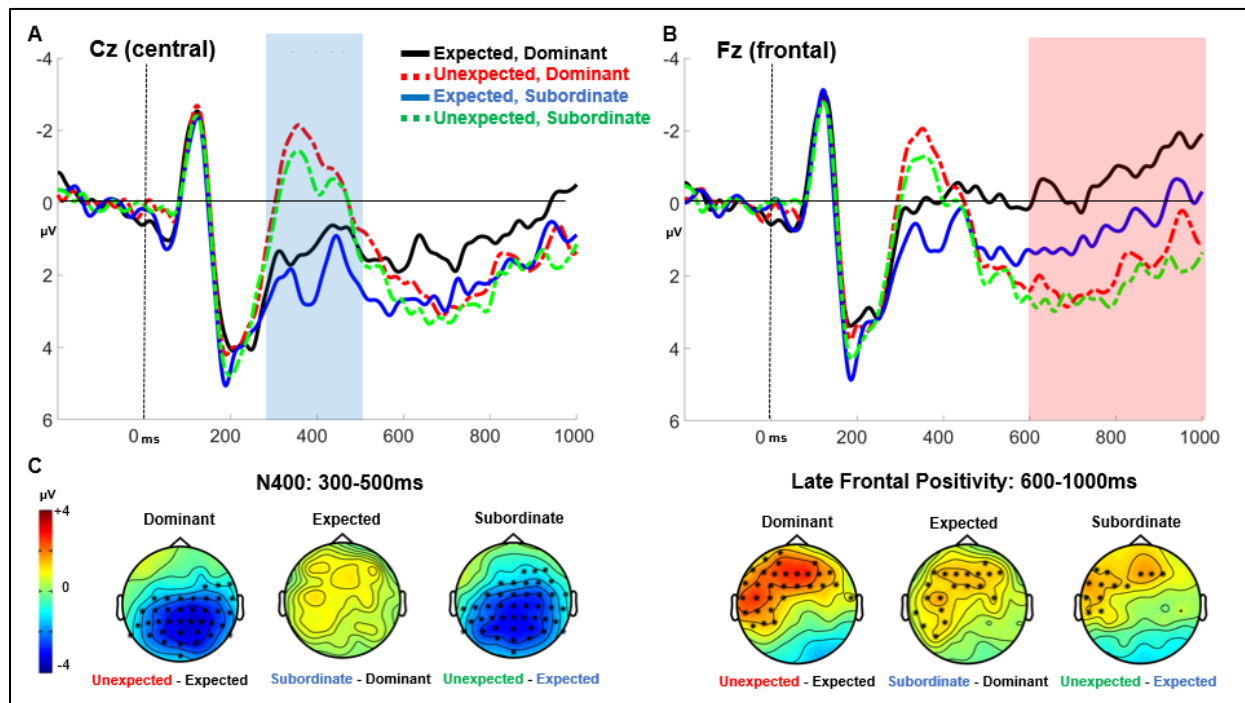 A
Cz (central)
-4
-2
0
µV
2
4
6
0 ms
200
400
600
800
1000
Expected, Dominant
Unexpected, Dominant
Expected, Subordinate
Unexpected, Subordinate
B
Fz (frontal)
-4
-2
0
µV
2
4
6
0 ms
200
400
600
800
1000
C
N400: 300-500ms
µV
+4
0
-4
Dominant
Expected
Subordinate
Unexpected - Expected
Subordinate - Dominant
Unexpected - Expected
Late Frontal Positivity: 600-1000ms
Dominant
Expected
Subordinate
Unexpected - Expected
Subordinate - Dominant
Unexpected - Expected